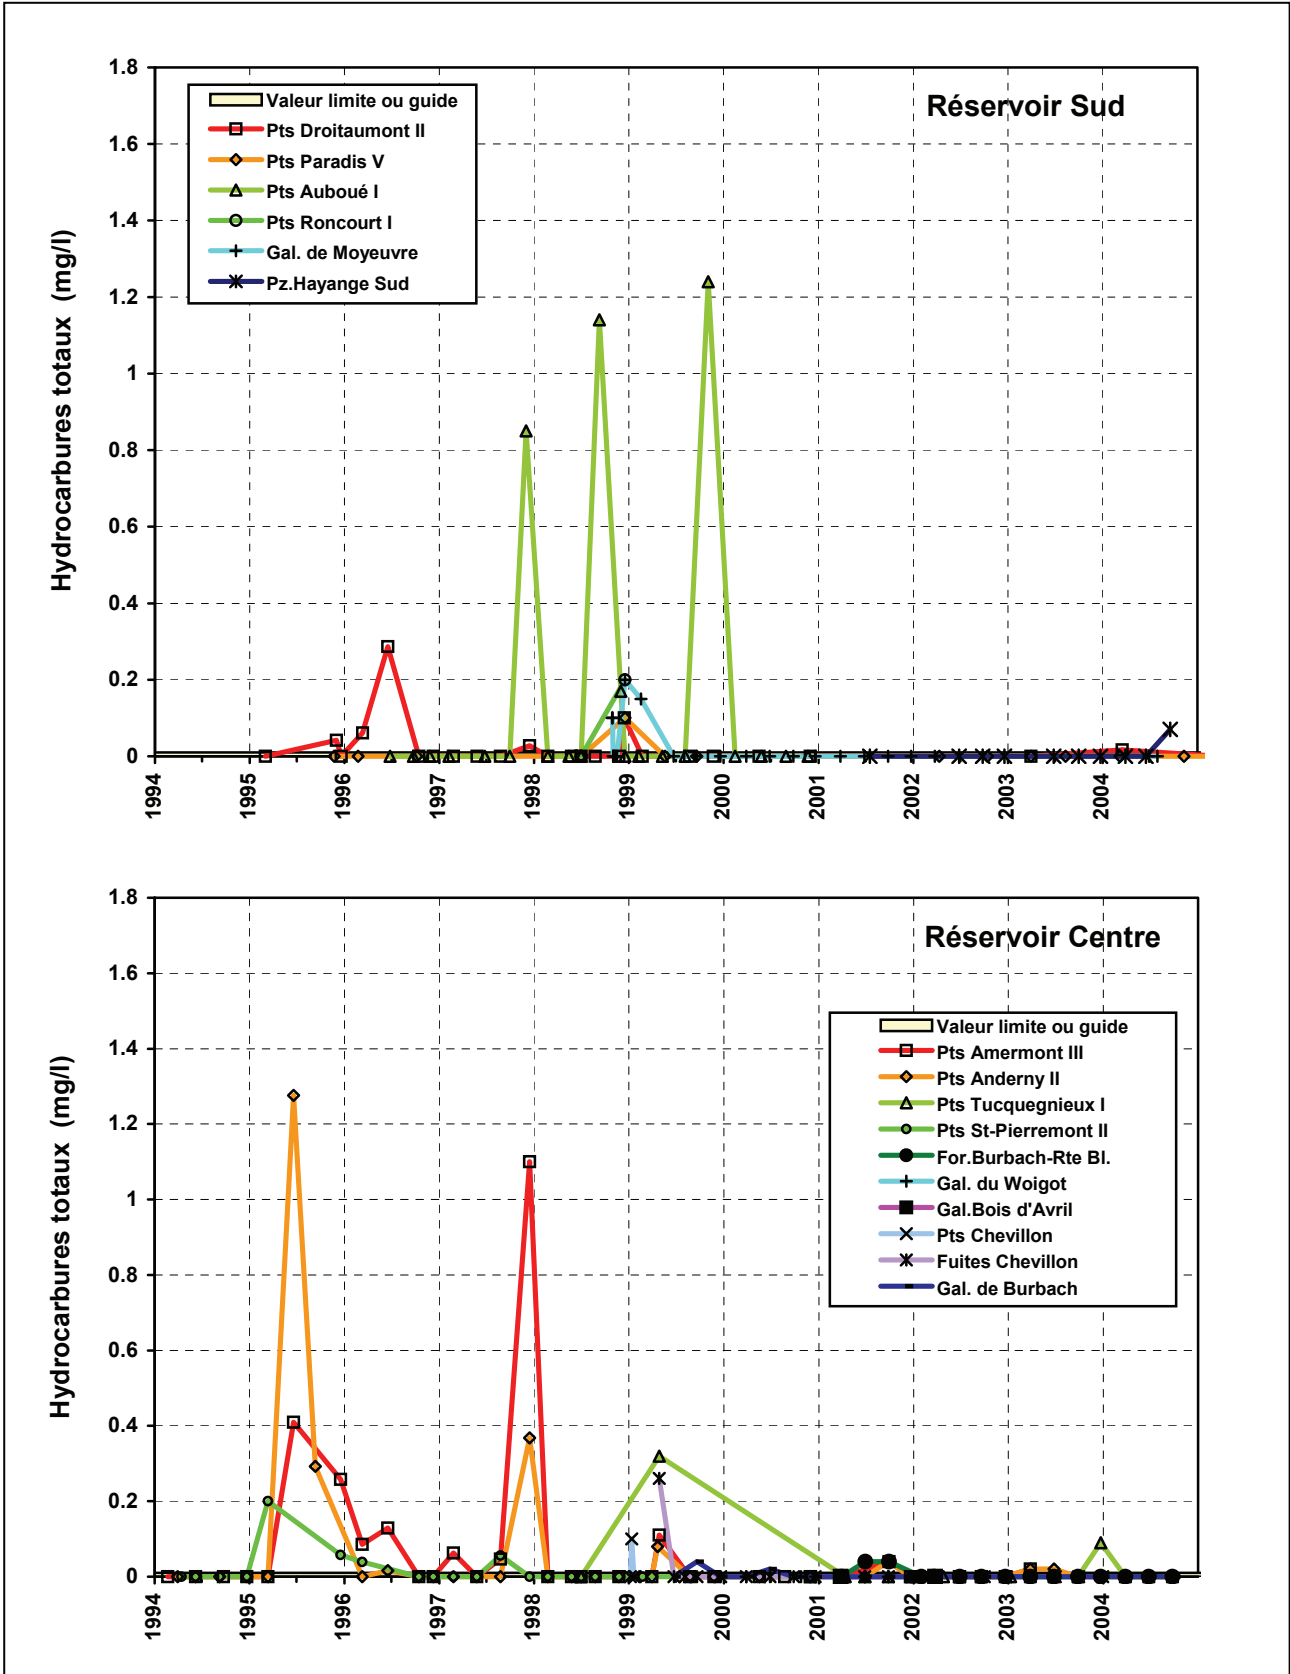 Réservoir Sud
Valeur limite ou guide
Pts Droitaumont II
Pts Paradis V
Pts Auboué I
Pts Roncourt I
Gal. de Moyeuvre
Pz.Hayange Sud
Hydrocarbures totaux (mg/l)
1.8
1.6
1.4
1.2
1
0.8
0.6
0.4
0.2
0
1994
1995
1996
1997
1998
1999
2000
2001
2002
2003
2004
Réservoir Centre
Valeur limite ou guide
Pts Amermont III
Pts Anderny II
Pts Tucquegnieux I
Pts St-Pierremont II
For.Burbach-Rte Bl.
Gal. du Woigot
Gal.Bois d'Avril
Pts Chevillon
Fuites Chevillon
Gal. de Burbach
Hydrocarbures totaux (mg/l)
1.8
1.6
1.4
1.2
1
0.8
0.6
0.4
0.2
0
1994
1995
1996
1997
1998
1999
2000
2001
2002
2003
2004